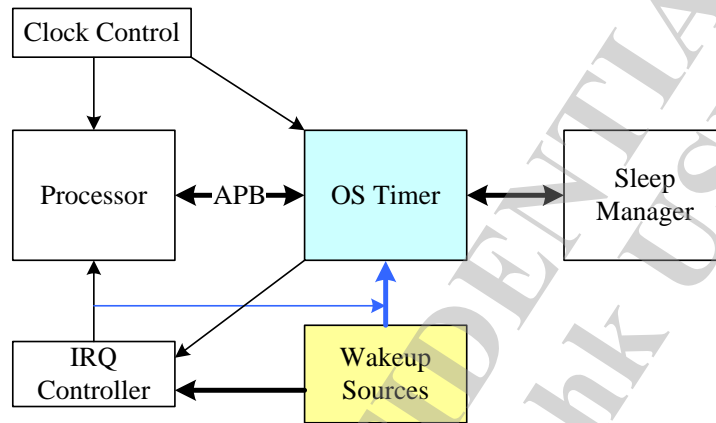 Clock Control
Processor
APB
OS Timer
Sleep
Manager
IRQ
Controller
Wakeup
Sources